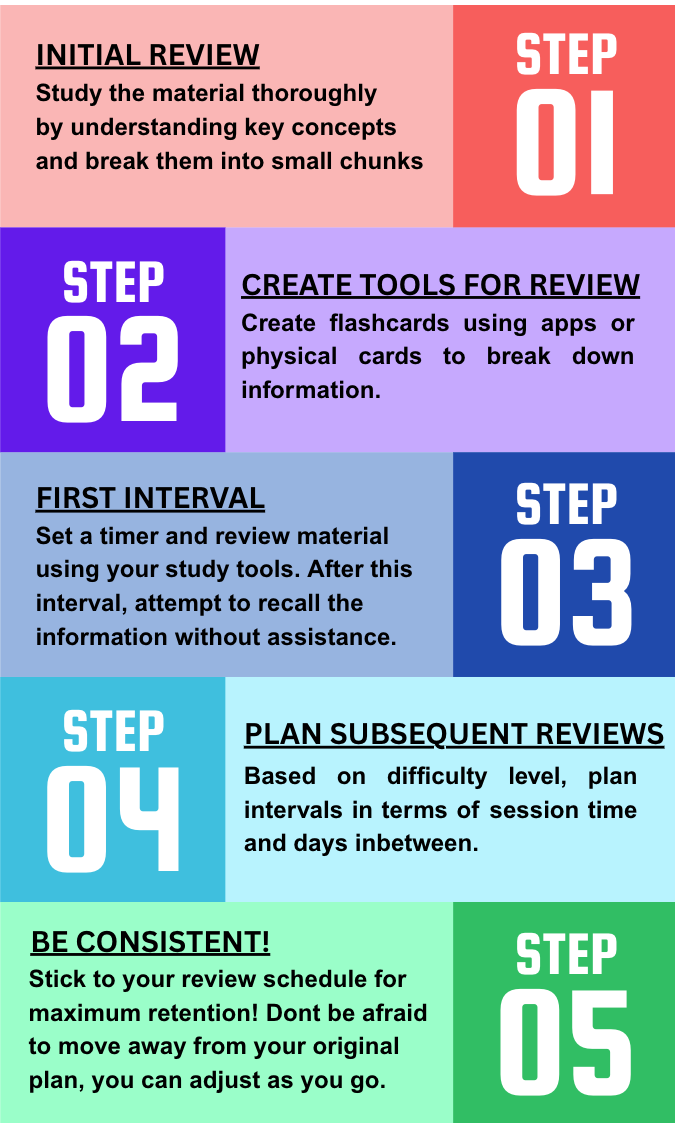 INITIAL REVIEW
Study the material thoroughly
by understanding key concepts
and break them into small chunks
STEP
01
STEP
02
CREATE TOOLS FOR REVIEW
Create flashcards using apps or
physical cards to break down
information.
FIRST INTERVAL
Set a timer and review material
using your study tools. After this
interval, attempt to recall the
information without assistance.
STEP
03
STEP
04
PLAN SUBSEQUENT REVIEWS
Based on difficulty level, plan
intervals in terms of session time
and days inbetween.
BE CONSISTENT!
Stick to your review schedule for
maximum retention! Dont be afraid
to move away from your original
plan, you can adjust as you go.
STEP
05